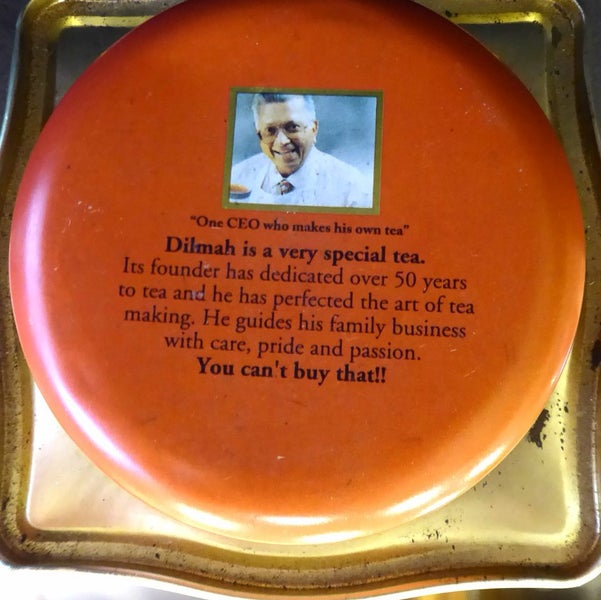 "One CEO who makes his own tea"
Dilmah is a very special tea.
Its founder has dedicated over 50 years
to tea and he has perfected the art of tea
making. He guides his family business
with care, pride and passion.
You can't buy that!!